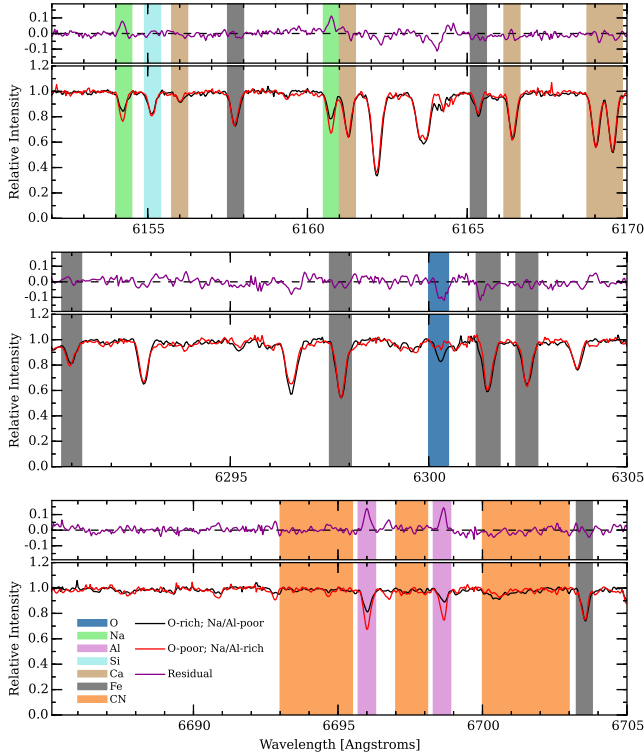 0.1
0.0
-0.1
1.2
1.0
0.8
0.6
0.4
0.2
0.0
Relative Intensity
6155 6160 6165 6170
0.1
0.0
-0.1
1.2
1.0
0.8
0.6
0.4
0.2
0.0
Relative Intensity
6295 6300 6305
0.1
0.0
-0.1
1.2
1.0
0.8
0.6
0.4
0.2
0.0
Relative Intensity
O
Na
Al
Si
Ca
Fe
CN
O-rich; Na/Al-poor
O-poor; Na/Al-rich
Residual
6690 6695 6700 6705
Wavelength [Angstroms]